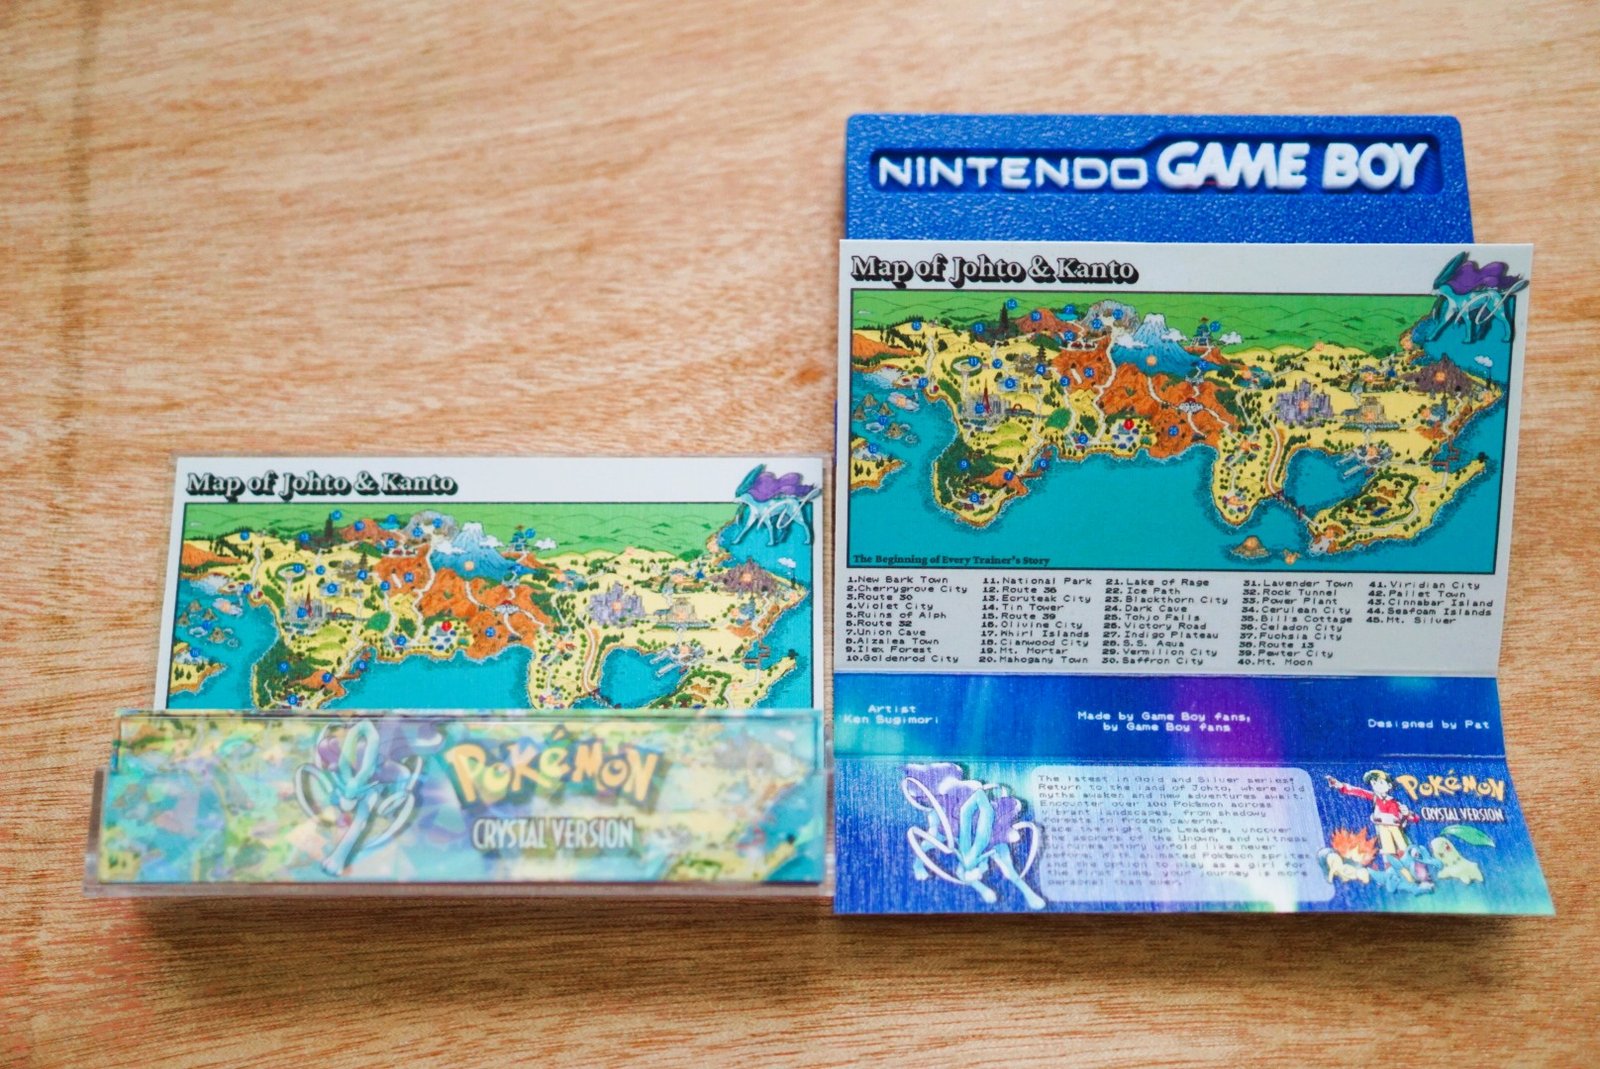 NINTENDO GAME BOY
Map of Johto & Kanto
The Beginning of Every Trainer's Story
1.New Bark Town
2.Cherrygrove City
3.Route 30
4.Violet City
5.Ruins of Alph
6.Route 32
7.Union Cave
8.Alzalea Town
9.Ilex Forest
10.Goldenrod City
11.National Park
12.Route 36
13.Ecruteak City
14.Tin Tower
15.Route 39
16.Olivine City
17.Whirl Islands
18.Cianwood City
19.Mt. Mortar
20.Mahogany Town
21.Lake of Rage
22.Ice Path
23.Blackthorn City
24.Dark Cave
25.Tohjo Falls
26.Victory Road
27.Indigo Plateau
28.S.S. Aqua
29.Vermilion City
30.Saffron City
31.Lavender Town
32.Rock Tunnel
33.Power Plant
34.Cerulean City
35.Bill's Cottage
36.Celadon City
37.Fuchsia City
38.Route 13
39.Pewter City
40.Mt. Moon
41.Viridian City
42.Pallet Town
43.Cinnabar Island
44.Seafoam Islands
45.Mt. Silver
Artist
Ken Sugimori
Made by Game Boy fans,
by Game Boy fans
Designed by Pat
The latest in Gold and Silver series!
Return to the land of Johto, where old
myths awaken and new adventures await.
Encounter over 100 Pokémon across
vibrant landscapes, from shadowy
forests to frozen caverns.
Face the eight Gym Leaders, uncover
the secrets of the Unown, and witness
Suicune's story unfold like never
before. With animated Pokémon sprites
and the option to play as a girl for
the first time, your journey is more
personal than ever.
POKéMON
CRYSTAL VERSION
Map of Johto & Kanto
POKéMON
CRYSTAL VERSION